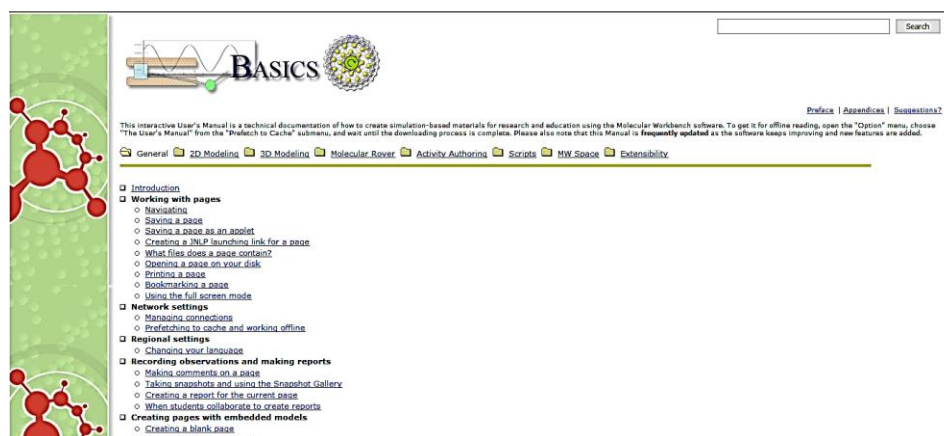 Search
BASICS
Preface | Appendices | Suggestions?
This interactive User's Manual is a technical documentation of how to create simulation-based materials for research and education using the Molecular Workbench software. To get it for offline reading, open the "Option" menu, choose
"The User's Manual" from the "Prefetch to Cache" submenu, and wait until the downloading process is complete. Please also note that this Manual is frequently updated as the software keeps improving and new features are added.
General 2D Modeling 3D Modeling Molecular Rover Activity Authoring Scripts MW Space Extensibility
Introduction
Working with pages
Navigating
Saving a page
Saving a page as an applet
Creating a JNLP launching link for a page
What files does a page contain?
Opening a page on your disk
Printing a page
Bookmarking a page
Using the full screen mode
Network settings
Managing connections
Prefetching to cache and working offline
Regional settings
Changing your language
Recording observations and making reports
Making comments on a page
Taking snapshots and using the Snapshot Gallery
Creating a report for the current page
When students collaborate to create reports
Creating pages with embedded models
Creating a blank page